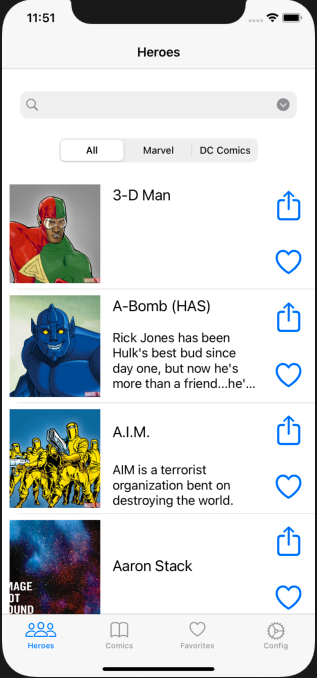 11:51
Heroes
All Marvel DC Comics
3-D Man
A-Bomb (HAS)
Rick Jones has been
Hulk's best bud since
day one, but now he's
more than a friend...he'...
A.I.M.
AIM is a terrorist
organization bent on
destroying the world.
Aaron Stack
MAGE
OT
OUND
Heroes Comics Favorites Config